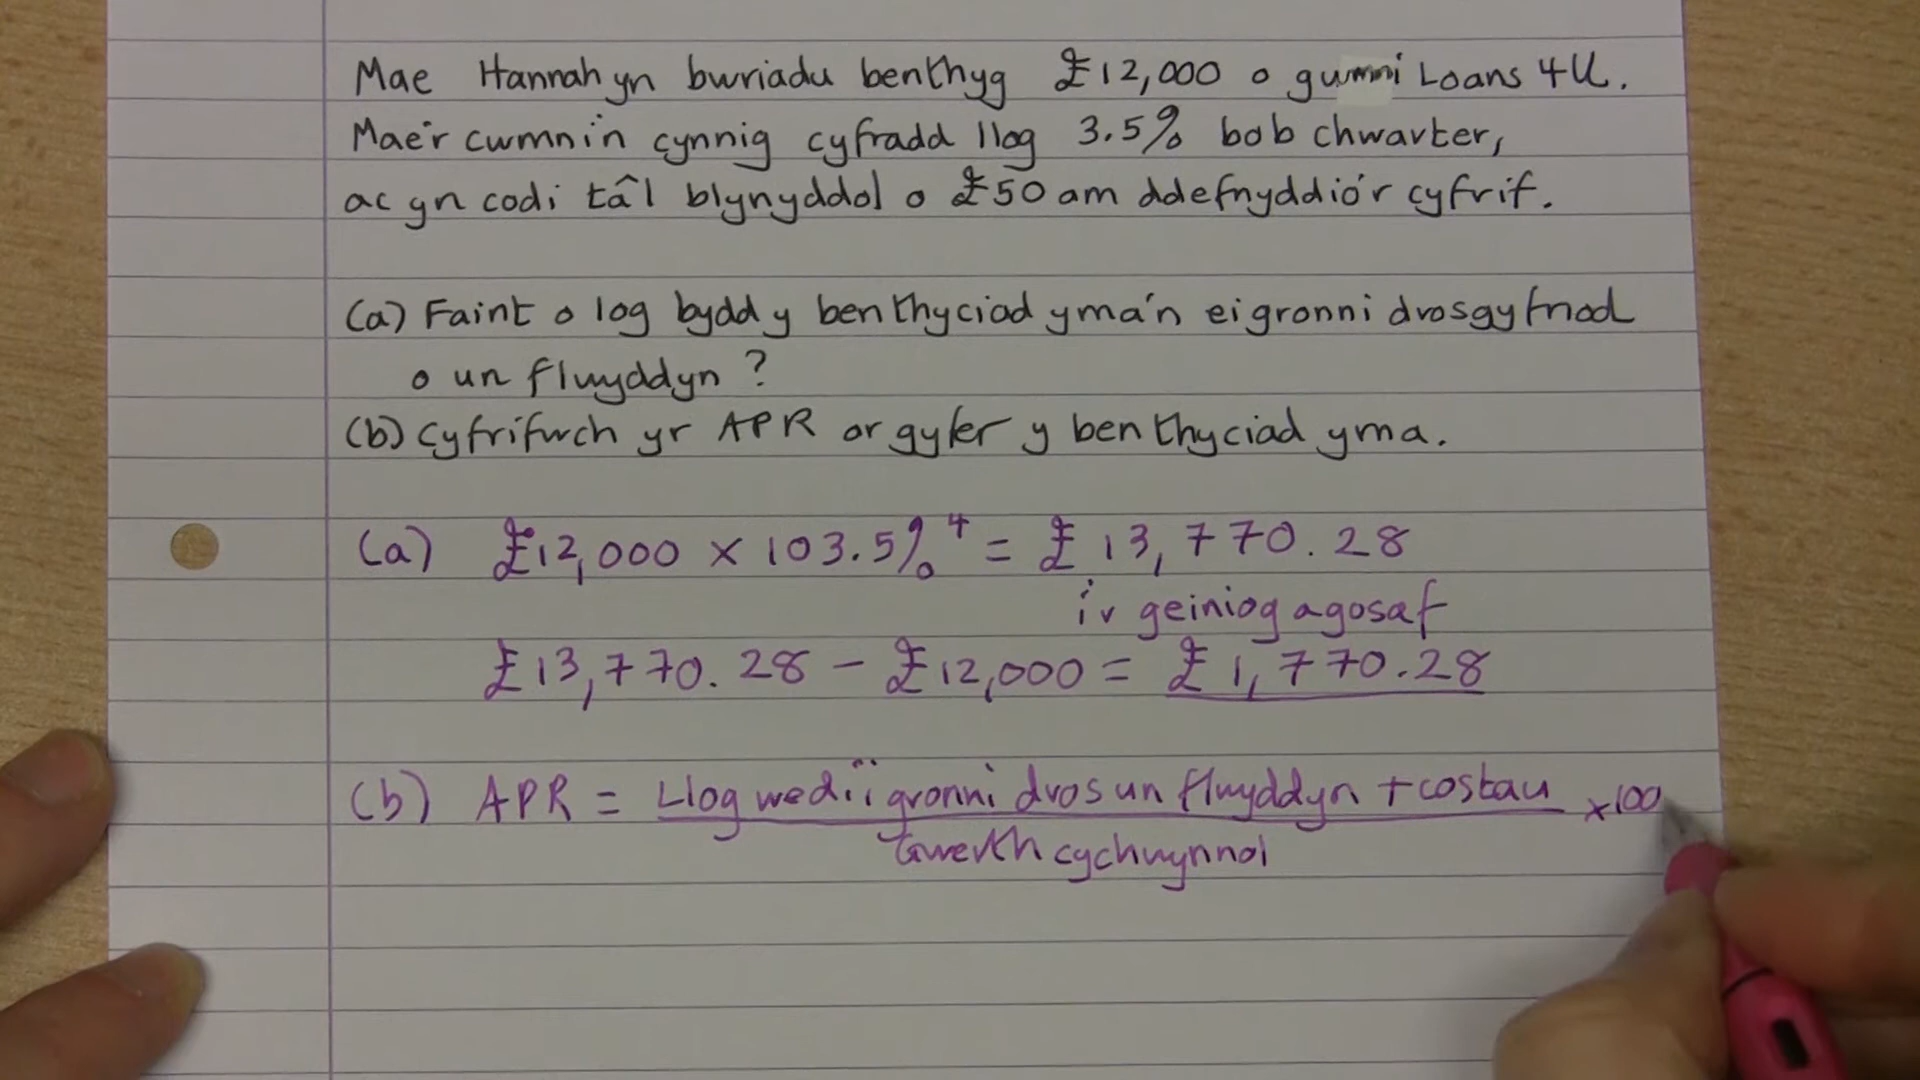 Mae Hannah yn bwriadu benthyg £12,000 o gwmni Loans 4U.
Mae'r cwmni'n cynnig cyfradd llog 3.5% bob chwarter,
ac yn codi tâl blynyddol o £50 am ddefnyddio'r cyfrif.
(a) Faint o log bydd y benthyciad yma'n ei gronni dros gyfnod
o un flwyddyn ?
(b) Cyfrifwch yr APR ar gyfer y benthyciad yma.
(a) £12,000 × 103.5%⁴ = £13,770.28
i'r geiniog agosaf
£13,770.28 - £12,000 = £1,770.28
(b) APR = Llog wedi'i gronni dros un flwyddyn + costau × 100
Gwerth cychwynnol